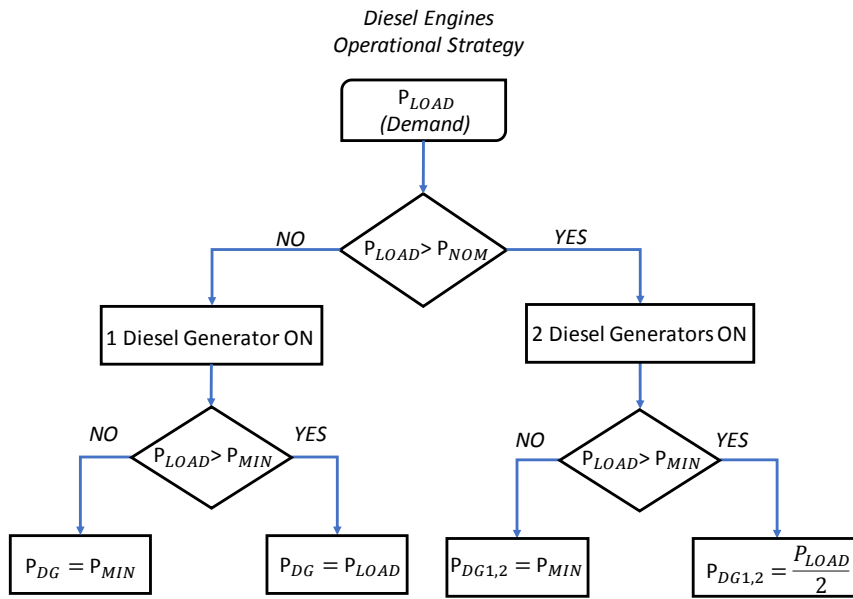 Diesel Engines
Operational Strategy
P_LOAD
(Demand)
NO
P_LOAD > P_NOM
YES
1 Diesel Generator ON
2 Diesel Generators ON
NO
P_LOAD > P_MIN
YES
NO
P_LOAD > P_MIN
YES
P_DG = P_MIN
P_DG = P_LOAD
P_DG1,2 = P_MIN
P_DG1,2 = P_LOAD/2